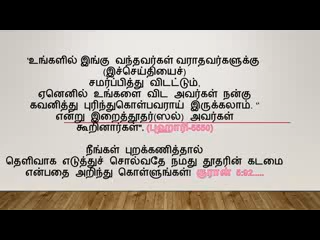 'உங்களில் இங்கு வந்தவர்கள் வராதவர்களுக்கு
(இச்செய்தியைச்)
சமர்ப்பித்து விடட்டும்,
ஏனெனில் உங்களை விட அவர்கள் நன்கு
கவனித்து புரிந்துகொள்பவராய் இருக்கலாம். "
என்று இறைத்தூதர்(ஸல்) அவர்கள்
கூறினார்கள்". (புஹாரி-5550)
நீங்கள் புறக்கணித்தால்
தெளிவாக எடுத்துச் சொல்வதே நமது தூதரின் கடமை
என்பதை அறிந்து கொள்ளுங்கள்! குரான் 5:92.....